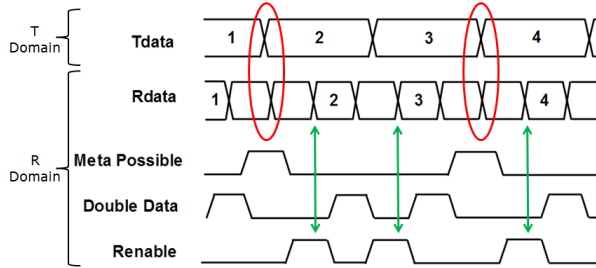 T
Domain
Tdata
1 2 3 4
R
Domain
Rdata
1 2 3 4
Meta Possible
Double Data
Renable